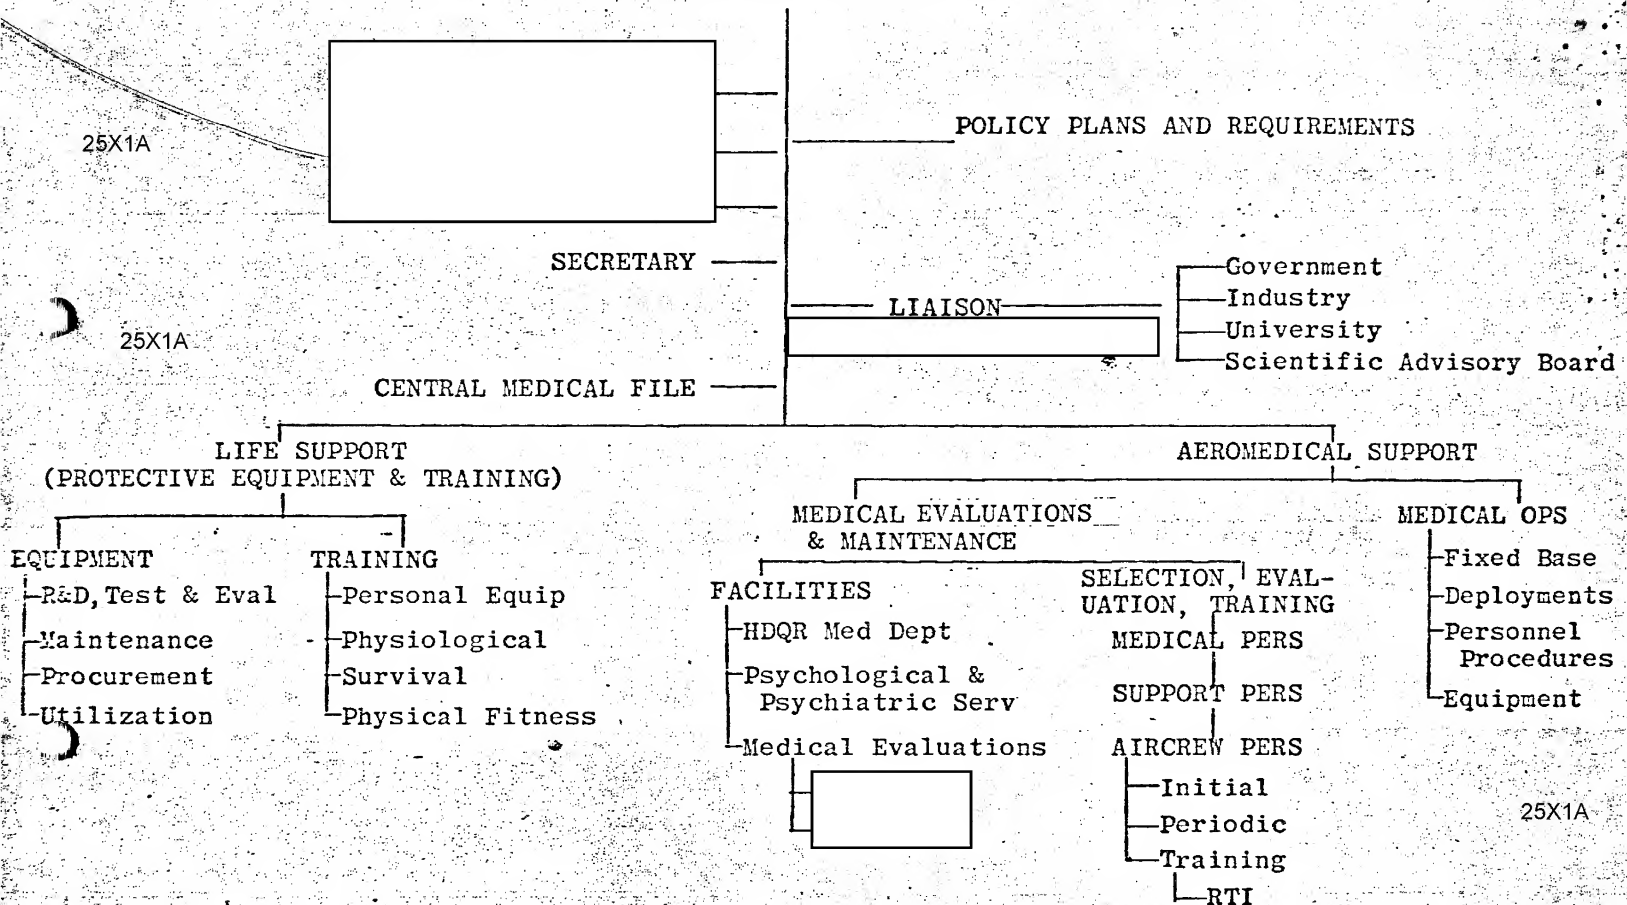 25X1A
POLICY PLANS AND REQUIREMENTS
SECRETARY
LIAISON
Government
Industry
University
Scientific Advisory Board
25X1A
CENTRAL MEDICAL FILE
LIFE SUPPORT
(PROTECTIVE EQUIPMENT & TRAINING)
EQUIPMENT
R&D, Test & Eval
Maintenance
Procurement
Utilization
TRAINING
Personal Equip
Physiological
Survival
Physical Fitness
AEROMEDICAL SUPPORT
MEDICAL EVALUATIONS
& MAINTENANCE
FACILITIES
HDQR Med Dept
Psychological &
Psychiatric Serv
Medical Evaluations
SELECTION, EVAL-
UATION, TRAINING
MEDICAL PERS
SUPPORT PERS
AIRCREW PERS
Initial
Periodic
Training
RTI
MEDICAL OPS
Fixed Base
Deployments
Personnel
Procedures
Equipment
25X1A